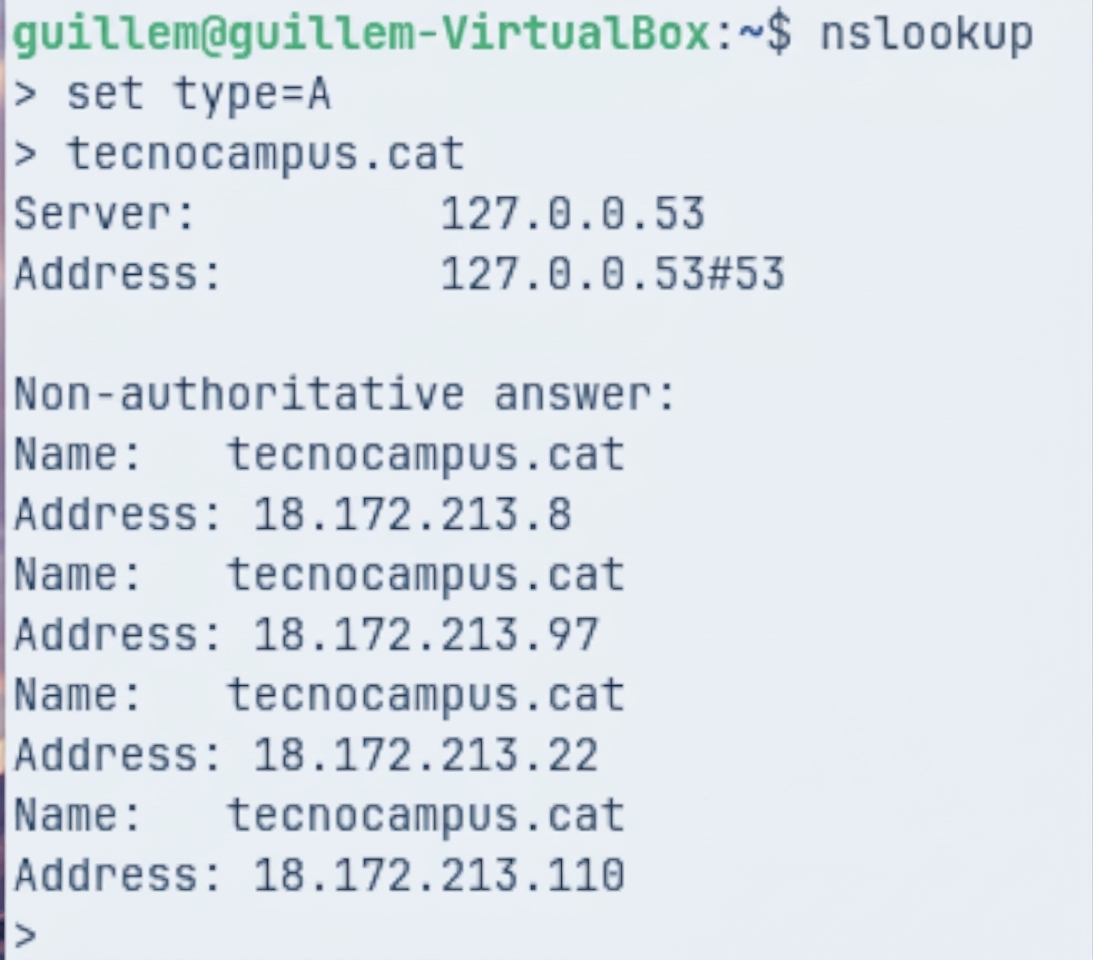 guillem@guillem-VirtualBox:~$ nslookup
> set type=A
> tecnocampus.cat
Server:         127.0.0.53
Address:        127.0.0.53#53

Non-authoritative answer:
Name:   tecnocampus.cat
Address: 18.172.213.8
Name:   tecnocampus.cat
Address: 18.172.213.97
Name:   tecnocampus.cat
Address: 18.172.213.22
Name:   tecnocampus.cat
Address: 18.172.213.110
>